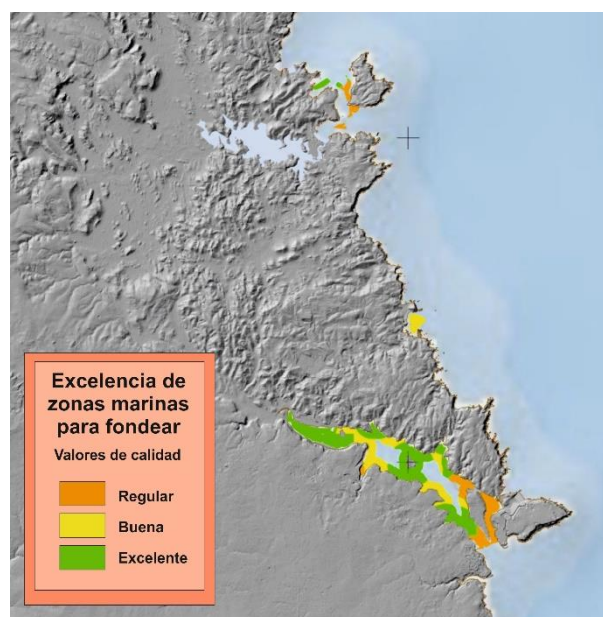 Excelencia de
zonas marinas
para fondear
Valores de calidad
Regular
Buena
Excelente